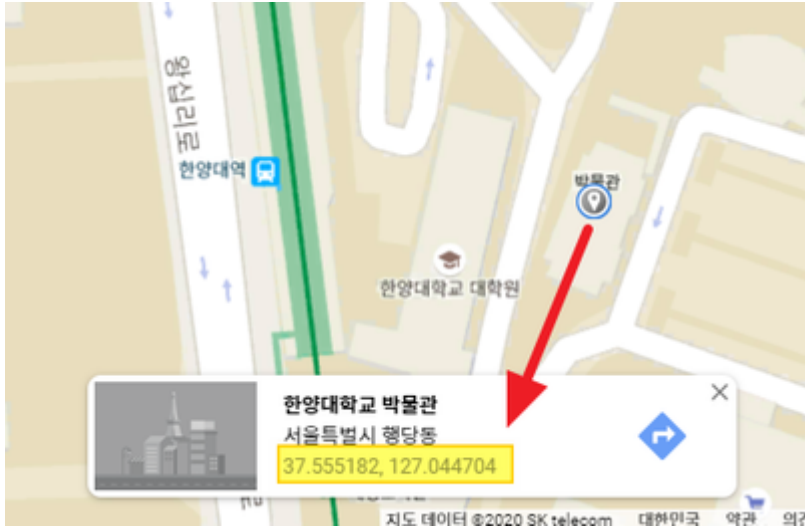 왕십리로
한양대역
박물관
한양대학교 대학원
한양대학교 박물관
서울특별시 행당동
37.555182, 127.044704
지도 데이터 ©2020 SK telecom 대한민국 약관